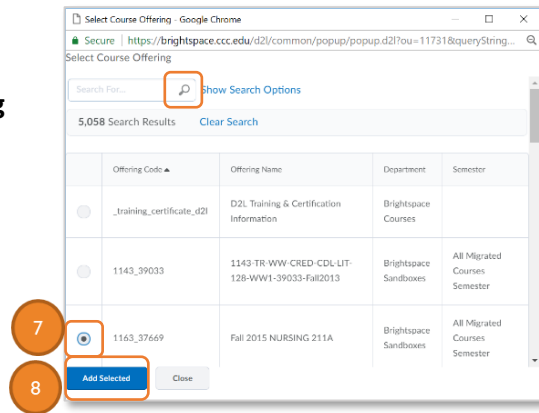 Select Course Offering - Google Chrome
Secure | https://brightspace.ccc.edu/d2l/common/popup/popup.d2l?ou=11731&queryString...
Select Course Offering
Search For... Show Search Options
g
5,058 Search Results Clear Search
Offering Code ▲ Offering Name Department Semester
_training_certificate_d2l D2L Training & Certification Information Brightspace Courses
1143_39033 1143-TR-WW-CRED-CDL-LIT-128-WW1-39033-Fall2013 Brightspace Sandboxes All Migrated Courses Semester
7 1163_37669 Fall 2015 NURSING 211A Brightspace Sandboxes All Migrated Courses Semester
8 Add Selected Close